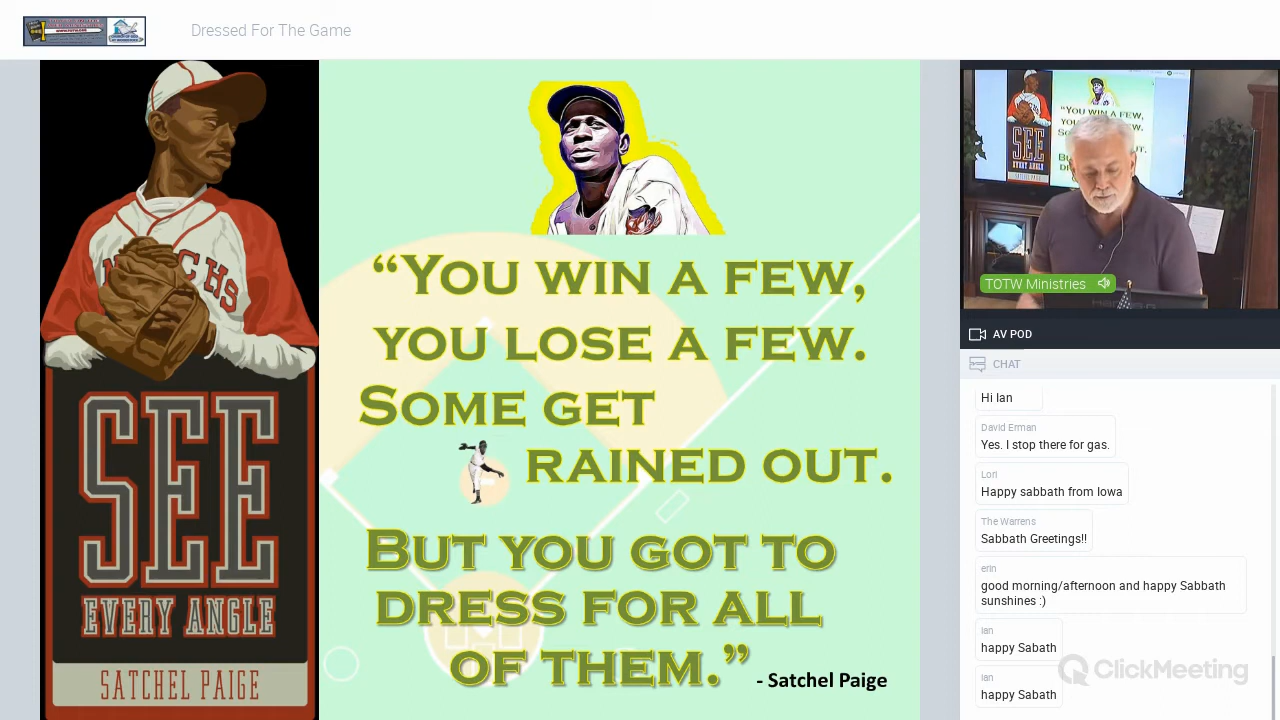 Dressed For The Game
“YOU WIN A FEW,
YOU LOSE A FEW.
SOME GET
RAINED OUT.
BUT YOU GOT TO
DRESS FOR ALL
OF THEM.”
- Satchel Paige
SEE
EVERY ANGLE
SATCHEL PAIGE
TOTW Ministries
AV POD
CHAT
Hi Ian
David Erman
Yes. I stop there for gas.
Lori
Happy sabbath from Iowa
The Warrens
Sabbath Greetings!!
erin
good morning/afternoon and happy Sabbath
sunshines :)
Ian
happy Sabath
Ian
happy Sabath
ClickMeeting